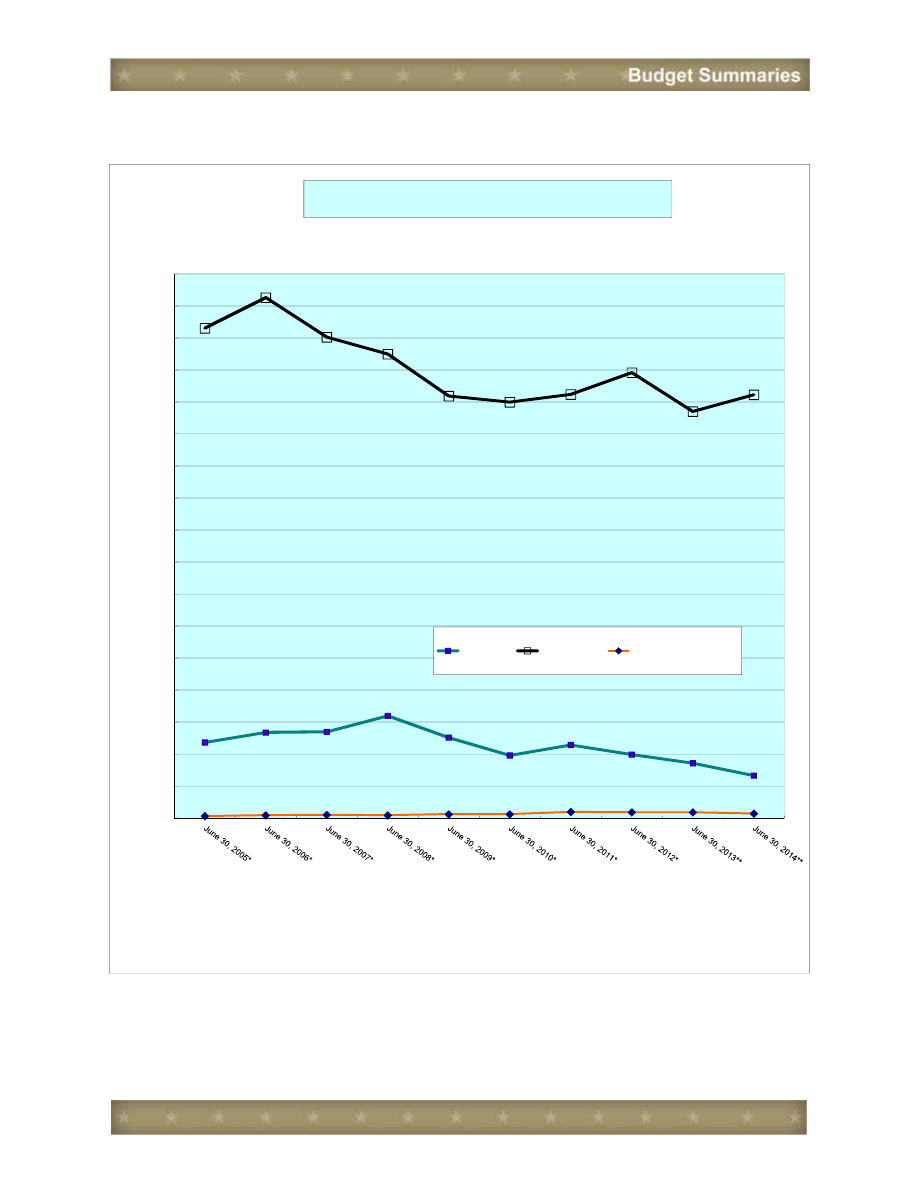 Budget Summaries
June 30, 2005*
June 30, 2006*
June 30, 2007*
June 30, 2008*
June 30, 2009*
June 30, 2010*
June 30, 2011*
June 30, 2012*
June 30, 2013**
June 30, 2014**